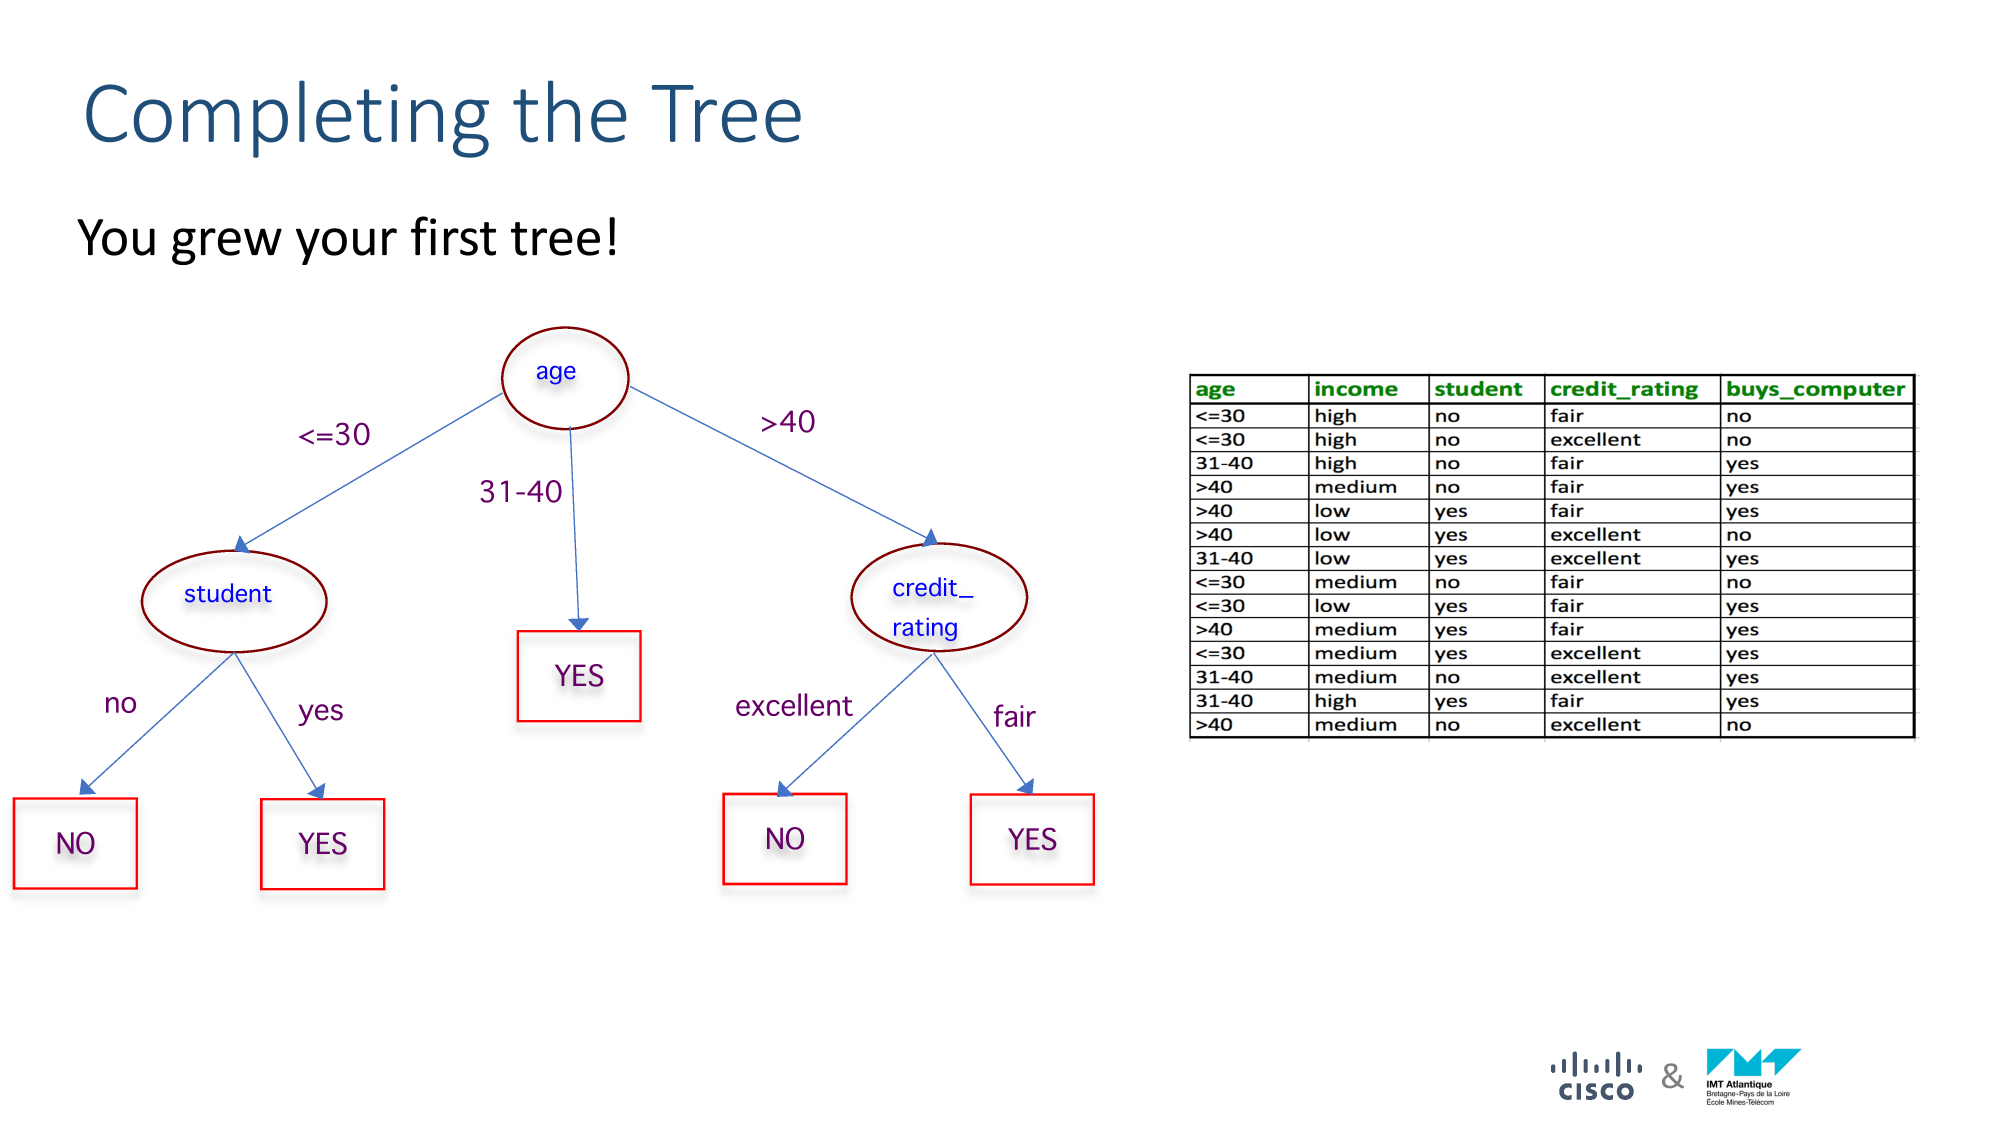 Completing the Tree
You grew your first tree!
age
<=30
31-40
>40
student
credit_
rating
no
yes
YES
excellent
fair
NO
YES
NO
YES
age income student credit_rating buys_computer
<=30 high no fair no
<=30 high no excellent no
31-40 high no fair yes
>40 medium no fair yes
>40 low yes fair yes
>40 low yes excellent no
31-40 low yes excellent yes
<=30 medium no fair no
<=30 low yes fair yes
>40 medium yes fair yes
<=30 medium yes excellent yes
31-40 medium no excellent yes
31-40 high yes fair yes
>40 medium no excellent no
CISCO
&
IMT Atlantique
Bretagne-Pays de la Loire
École Mines-Télécom